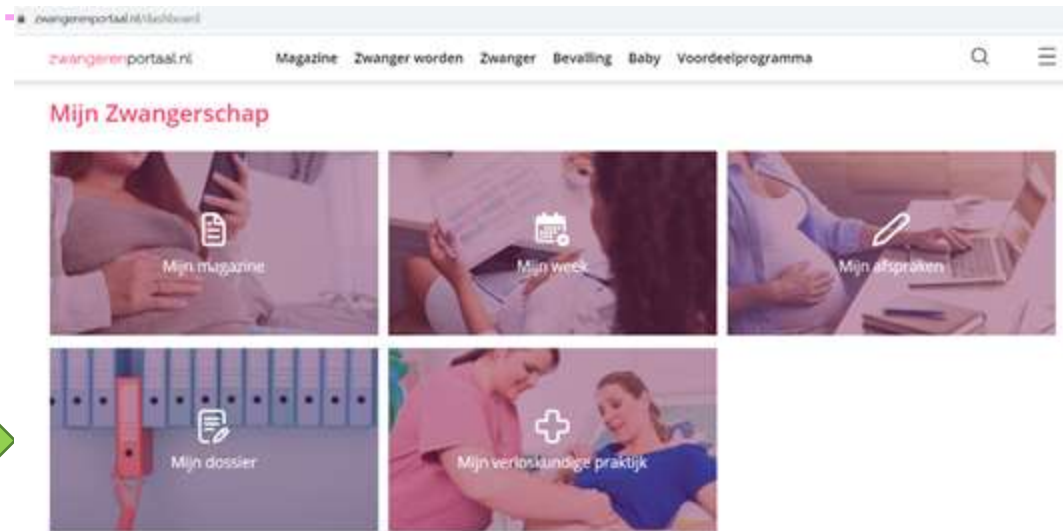 zwangerenportaal.nl/dashboard
zwangerenportaal.nl Magazine Zwanger worden Zwanger Bevalling Baby Voordeelprogramma
Mijn Zwangerschap
Mijn magazine
Mijn week
Mijn afspraken
Mijn dossier
Mijn verloskundige praktijk